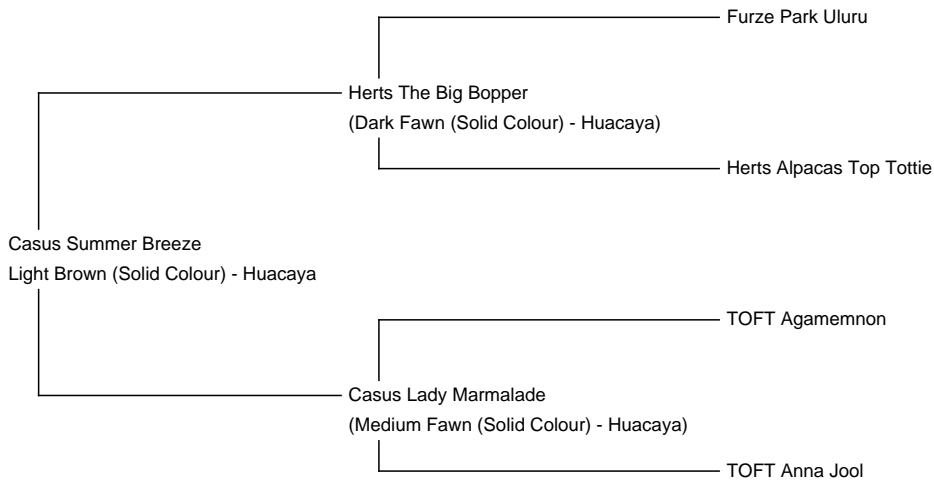 Furze Park Uluru
Herts The Big Bopper
(Dark Fawn (Solid Colour) - Huacaya)
Herts Alpacas Top Tottie
Casus Summer Breeze
Light Brown (Solid Colour) - Huacaya
TOFT Agamemnon
Casus Lady Marmalade
(Medium Fawn (Solid Colour) - Huacaya)
TOFT Anna Jool